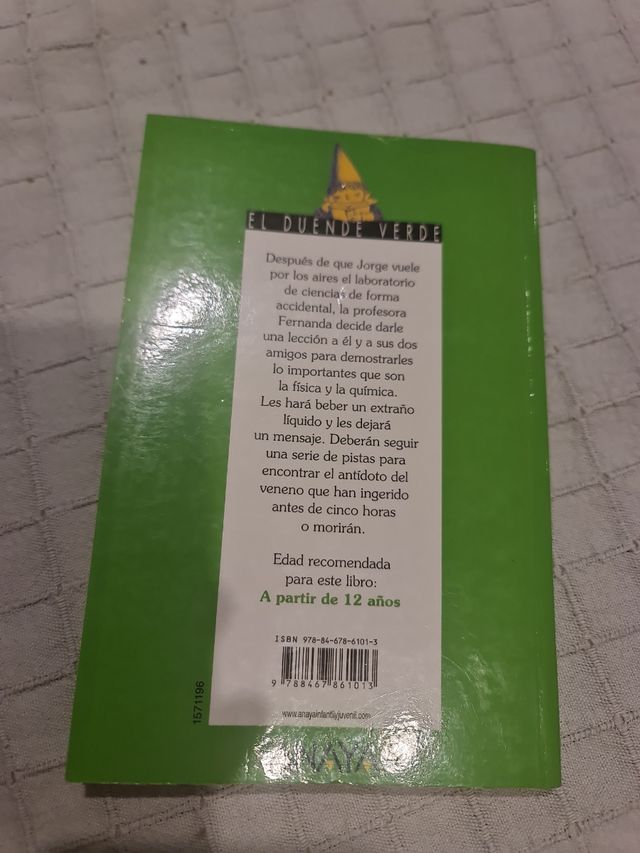 EL DUENDE VERDE
Después de que Jorge vuele
por los aires el laboratorio
de ciencias de forma
accidental, la profesora
Fernanda decide darle
una lección a él y a sus dos
amigos para demostrarles
lo importantes que son
la física y la química.
Les hará beber un extraño
líquido y les dejará
un mensaje. Deberán seguir
una serie de pistas para
encontrar el antídoto del
veneno que han ingerido
antes de cinco horas
o morirán.
Edad recomendada
para este libro:
A partir de 12 años
ISBN 978-84-678-6101-3
9 788467 861013
1571196
www.anayainfantilyjuvenil.com
ANAYA